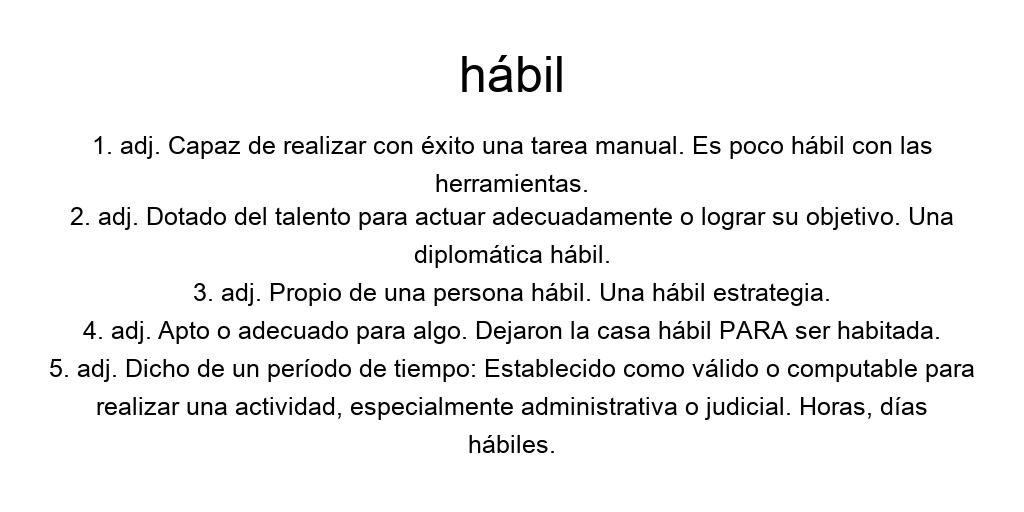 hábil
1. adj. Capaz de realizar con éxito una tarea manual. Es poco hábil con las
herramientas.
2. adj. Dotado del talento para actuar adecuadamente o lograr su objetivo. Una
diplomática hábil.
3. adj. Propio de una persona hábil. Una hábil estrategia.
4. adj. Apto o adecuado para algo. Dejaron la casa hábil PARA ser habitada.
5. adj. Dicho de un período de tiempo: Establecido como válido o computable para
realizar una actividad, especialmente administrativa o judicial. Horas, días
hábiles.